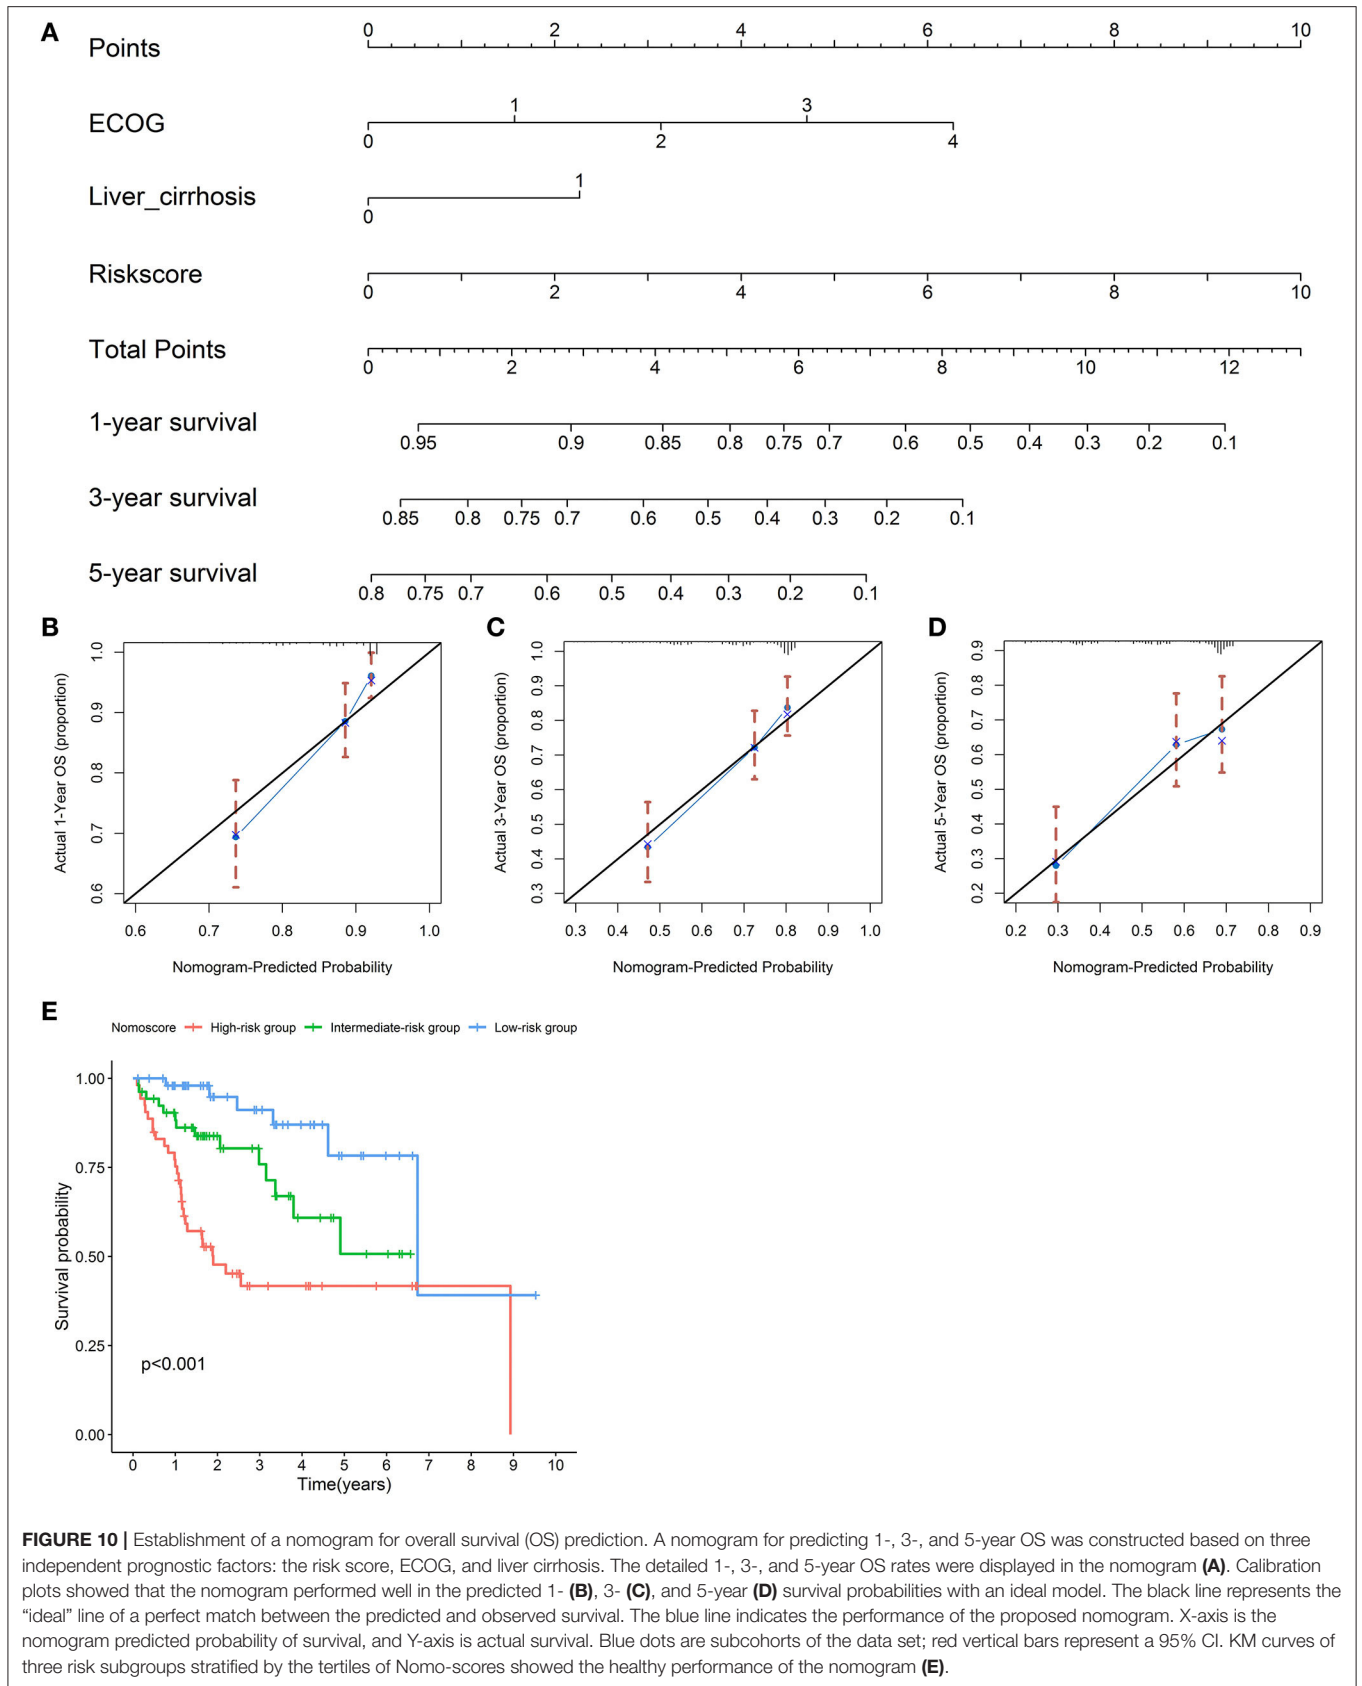 A
Points
0 2 4 6 8 10
ECOG
1 3
0 2 4
Liver_cirrhosis
1
0
Riskscore
0 2 4 6 8 10
Total Points
0 2 4 6 8 10 12
1-year survival
0.95 0.9 0.85 0.8 0.75 0.7 0.6 0.5 0.4 0.3 0.2 0.1
3-year survival
0.85 0.8 0.75 0.7 0.6 0.5 0.4 0.3 0.2 0.1
5-year survival
0.8 0.75 0.7 0.6 0.5 0.4 0.3 0.2 0.1
B
Actual 1-Year OS (proportion)
1.0
0.9
0.8
0.7
0.6
0.6 0.7 0.8 0.9 1.0
Nomogram-Predicted Probability
C
Actual 3-Year OS (proportion)
1.0
0.9
0.8
0.7
0.6
0.5
0.4
0.3
0.3 0.4 0.5 0.6 0.7 0.8 0.9 1.0
Nomogram-Predicted Probability
D
Actual 5-Year OS (proportion)
0.9
0.8
0.7
0.6
0.5
0.4
0.3
0.2
0.2 0.3 0.4 0.5 0.6 0.7 0.8 0.9
Nomogram-Predicted Probability
E
Nomoscore High-risk group Intermediate-risk group Low-risk group
Survival probability
1.00
0.75
0.50
0.25
0.00
p<0.001
0 1 2 3 4 5 6 7 8 9 10
Time(years)
FIGURE 10 | Establishment of a nomogram for overall survival (OS) prediction. A nomogram for predicting 1-, 3-, and 5-year OS was constructed based on three
independent prognostic factors: the risk score, ECOG, and liver cirrhosis. The detailed 1-, 3-, and 5-year OS rates were displayed in the nomogram (A). Calibration
plots showed that the nomogram performed well in the predicted 1- (B), 3- (C), and 5-year (D) survival probabilities with an ideal model. The black line represents the
“ideal” line of a perfect match between the predicted and observed survival. The blue line indicates the performance of the proposed nomogram. X-axis is the
nomogram predicted probability of survival, and Y-axis is actual survival. Blue dots are subcohorts of the data set; red vertical bars represent a 95% CI. KM curves of
three risk subgroups stratified by the tertiles of Nomo-scores showed the healthy performance of the nomogram (E).